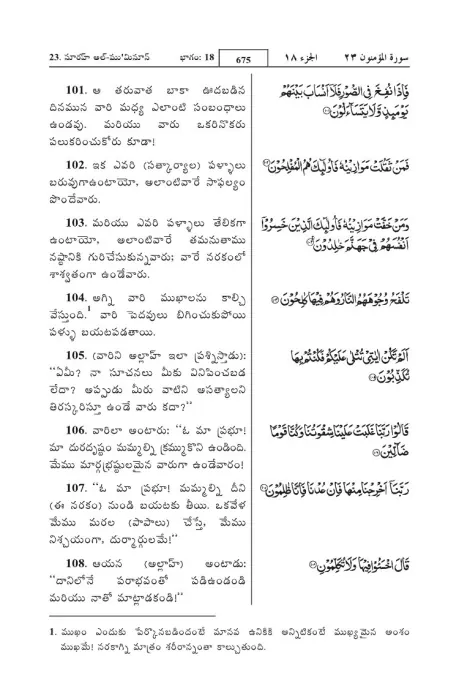 23. సూరహ్ అల్-ము'మినూన్ భాగం: 18 675 الجزء ١٨ سورة المؤمنون ٢٣
101. ఆ తరువాత బాకా ఊదబడిన
దినమున వారి మధ్య ఎలాంటి సంబంధాలు
ఉండవు. మరియు వారు ఒకరినొకరు
పలుకరించుకోరు కూడా!
فَإِذَا نُفِخَ فِي الصُّورِ فَلَا أَنسَابَ بَيْنَهُمْ
يَوْمَئِذٍ وَلَا يَتَسَاءَلُونَ ۝
102. ఇక ఎవరి (సత్కార్యాల) పళ్ళాలు
బరువుగాఉంటాయో, అలాంటివారే సాఫల్యం
పొందేవారు.
فَمَن ثَقُلَتْ مَوَازِينُهُ فَأُولَٰئِكَ هُمُ الْمُفْلِحُونَ ۝
103. మరియు ఎవరి పళ్ళాలు తేలికగా
ఉంటాయో, అలాంటివారే తమనుతాము
నష్టానికి గురిచేసుకున్నవారు; వారే నరకంలో
శాశ్వతంగా ఉండేవారు.
وَمَنْ خَفَّتْ مَوَازِينُهُ فَأُولَٰئِكَ الَّذِينَ خَسِرُوا
أَنفُسَهُمْ فِي جَهَنَّمَ خَالِدُونَ ۝
104. అగ్ని వారి ముఖాలను కాల్చి
వేస్తుంది.1 వారి పెదవులు బిగించుకుపోయి
పళ్ళు బయటపడతాయి.
تَلْفَحُ وُجُوهَهُمُ النَّارُ وَهُمْ فِيهَا كَالِحُونَ ۝
105. (వారిని అల్లాహ్ ఇలా ప్రశ్నిస్తాడు):
“ఏమీ? నా సూచనలు మీకు వినిపించబడ
లేదా? అప్పుడు మీరు వాటిని అసత్యాలని
తిరస్కరిస్తూ ఉండే వారు కదా?”
أَلَمْ تَكُنْ آيَاتِي تُتْلَىٰ عَلَيْكُمْ فَكُنتُم بِهَا
تُكَذِّبُونَ ۝
106. వారిలా అంటారు: “ఓ మా ప్రభూ!
మా దురదృష్టం మమ్మల్ని క్రమ్ముకొని ఉండింది.
మేము మార్గభ్రష్టులమైన వారుగా ఉండేవారం!
قَالُوا رَبَّنَا غَلَبَتْ عَلَيْنَا شِقْوَتُنَا وَكُنَّا قَوْمًا
ضَالِّينَ ۝
107. “ఓ మా ప్రభూ! మమ్మల్ని దీని
(ఈ నరకం) నుండి బయటకు తీయి. ఒకవేళ
మేము మరల (పాపాలు) చేస్తే, మేము
నిశ్చయంగా, దుర్మార్గులమే!”
رَبَّنَا أَخْرِجْنَا مِنْهَا فَإِنْ عُدْنَا فَإِنَّا ظَالِمُونَ ۝
108. ఆయన (అల్లాహ్) అంటాడు:
“దానిలోనే పరాభవంతో పడిఉండండి
మరియు నాతో మాట్లాడకండి!”
قَالَ اخْسَئُوا فِيهَا وَلَا تُكَلِّمُونِ ۝
1. ముఖం ఎందుకు పేర్కొనబడిందంటే మానవ ఉనికికి అన్నిటికంటే ముఖ్యమైన అంశం
ముఖమే! నరకాగ్ని మాత్రం శరీరాన్నంతా కాల్చుతుంది.